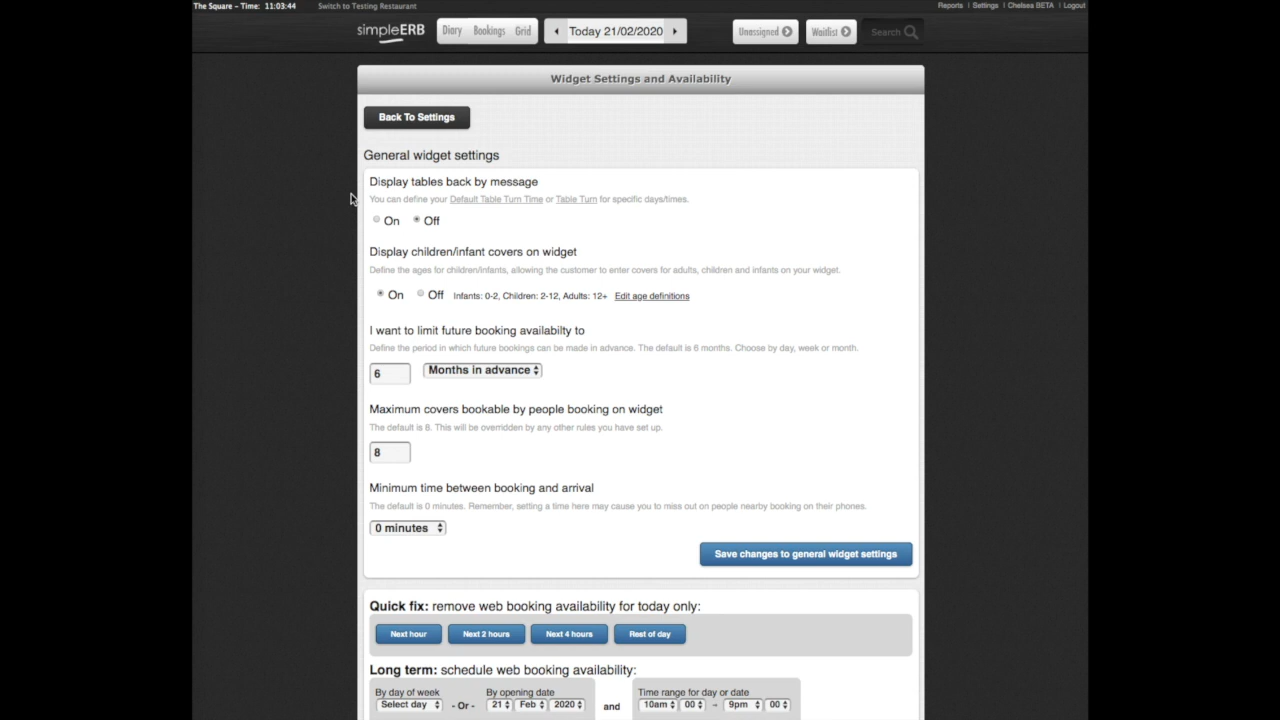 The Square – Time: 11:03:44 Switch to Testing Restaurant Reports | Settings | Chelsea BETA | Logout
simpleERB Diary Bookings Grid Today 21/02/2020 Unassigned Waitlist Search
Widget Settings and Availability
Back To Settings
General widget settings
Display tables back by message
You can define your Default Table Turn Time or Table Turn for specific days/times.
On Off
Display children/infant covers on widget
Define the ages for children/infants, allowing the customer to enter covers for adults, children and infants on your widget.
On Off Infants: 0-2, Children: 2-12, Adults: 12+ Edit age definitions
I want to limit future booking availabilty to
Define the period in which future bookings can be made in advance. The default is 6 months. Choose by day, week or month.
6 Months in advance
Maximum covers bookable by people booking on widget
The default is 8. This will be overridden by any other rules you have set up.
8
Minimum time between booking and arrival
The default is 0 minutes. Remember, setting a time here may cause you to miss out on people nearby booking on their phones.
0 minutes
Save changes to general widget settings
Quick fix: remove web booking availability for today only:
Next hour Next 2 hours Next 4 hours Rest of day
Long term: schedule web booking availability:
By day of week By opening date Time range for day or date
Select day - Or - 21 Feb 2020 and 10am 00 – 9pm 00